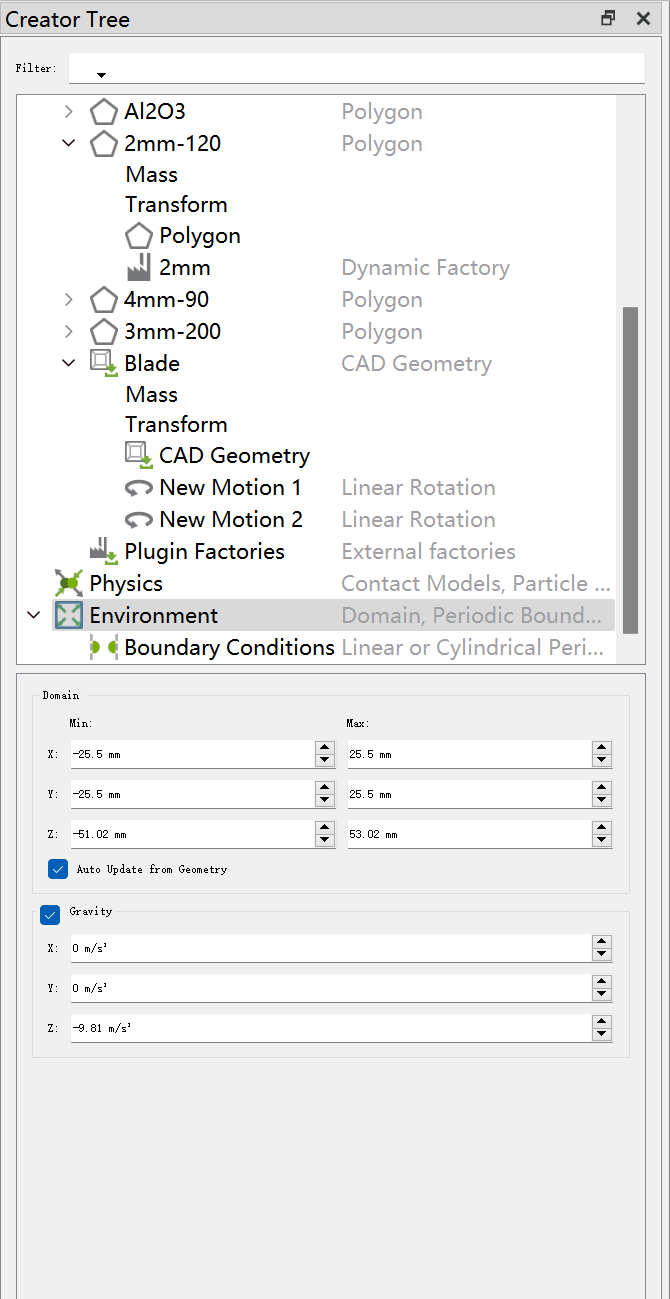 Creator Tree
Filter:
Al2O3 Polygon
2mm-120 Polygon
Mass
Transform
Polygon
2mm Dynamic Factory
4mm-90 Polygon
3mm-200 Polygon
Blade CAD Geometry
Mass
Transform
CAD Geometry
New Motion 1 Linear Rotation
New Motion 2 Linear Rotation
Plugin Factories External factories
Physics Contact Models, Particle ...
Environment Domain, Periodic Bound...
Boundary Conditions Linear or Cylindrical Peri...
Domain
Min: Max:
X: -25.5 mm 25.5 mm
Y: -25.5 mm 25.5 mm
Z: -51.02 mm 53.02 mm
Auto Update from Geometry
Gravity
X: 0 m/s²
Y: 0 m/s²
Z: -9.81 m/s²